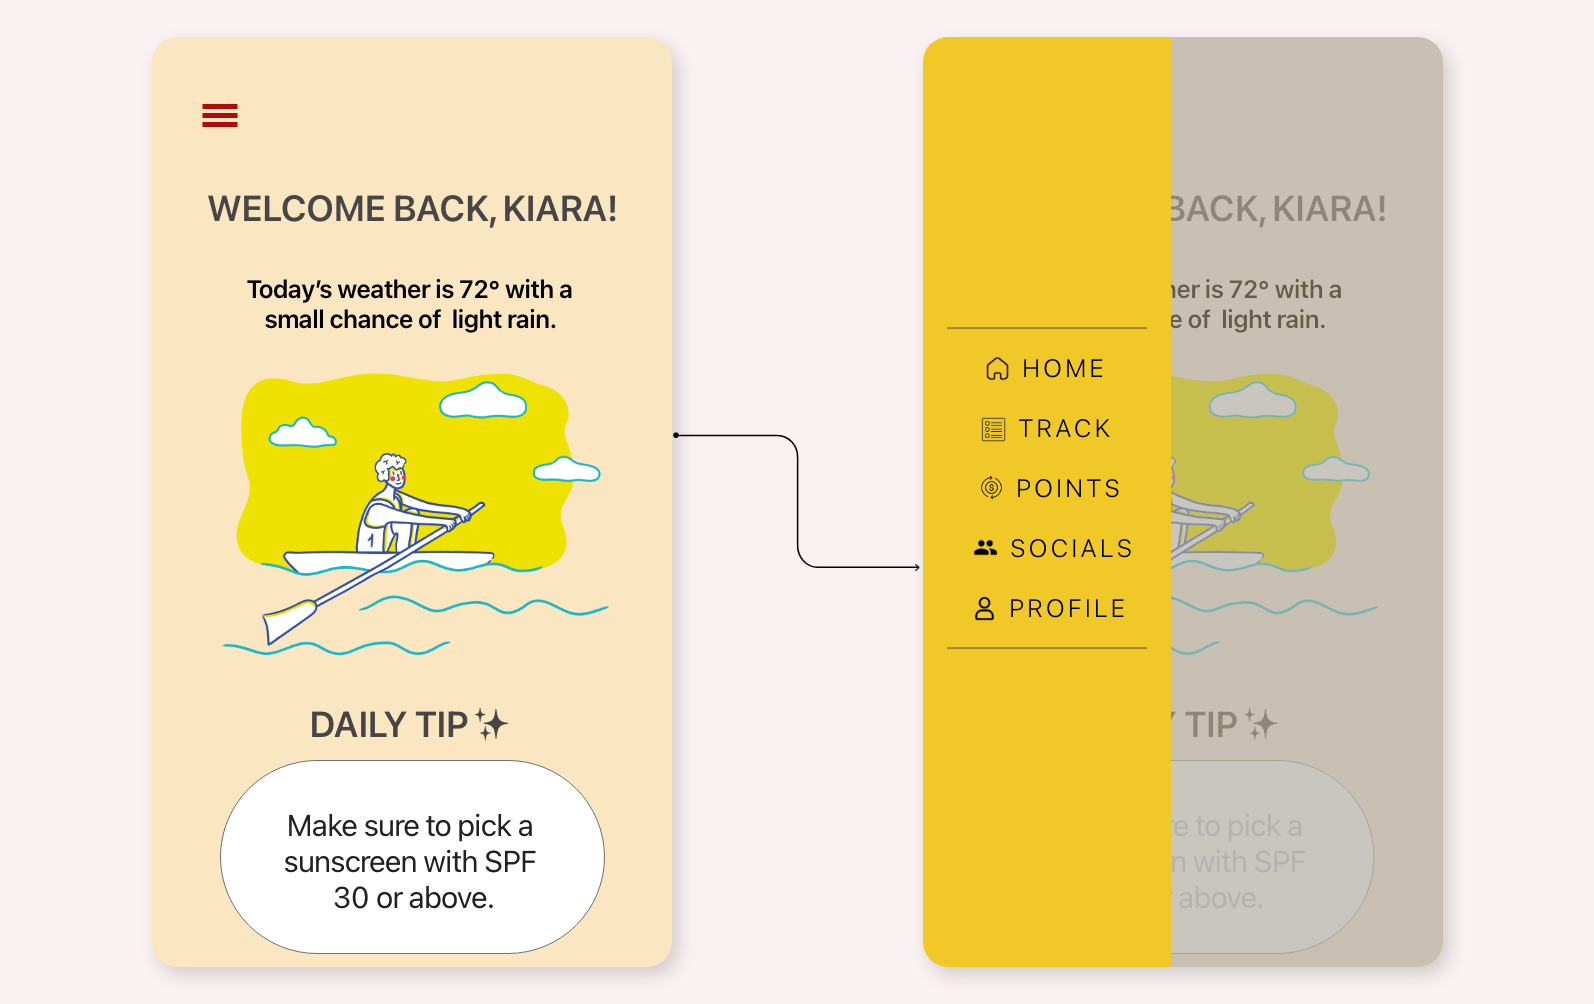 WELCOME BACK, KIARA!
Today's weather is 72° with a
small chance of light rain.
DAILY TIP
Make sure to pick a
sunscreen with SPF
30 or above.
HOME
TRACK
POINTS
SOCIALS
PROFILE
BACK, KIARA!
her is 72° with a
e of light rain.
TIP
re to pick a
n with SPF
above.